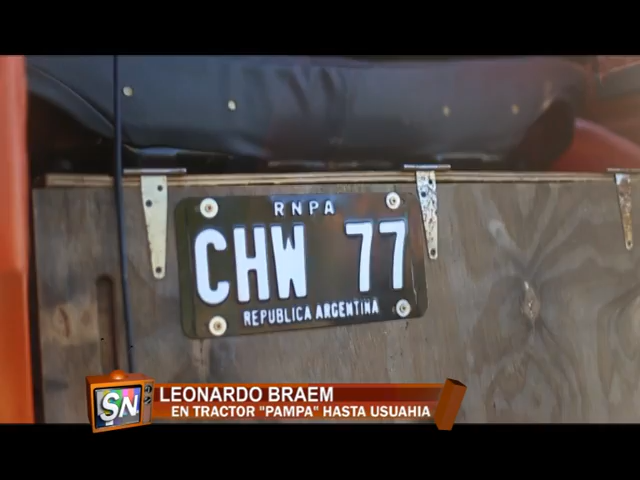 RNPA
CHW 77
REPUBLICA ARGENTINA
SN
LEONARDO BRAEM
EN TRACTOR "PAMPA" HASTA USUAHIA